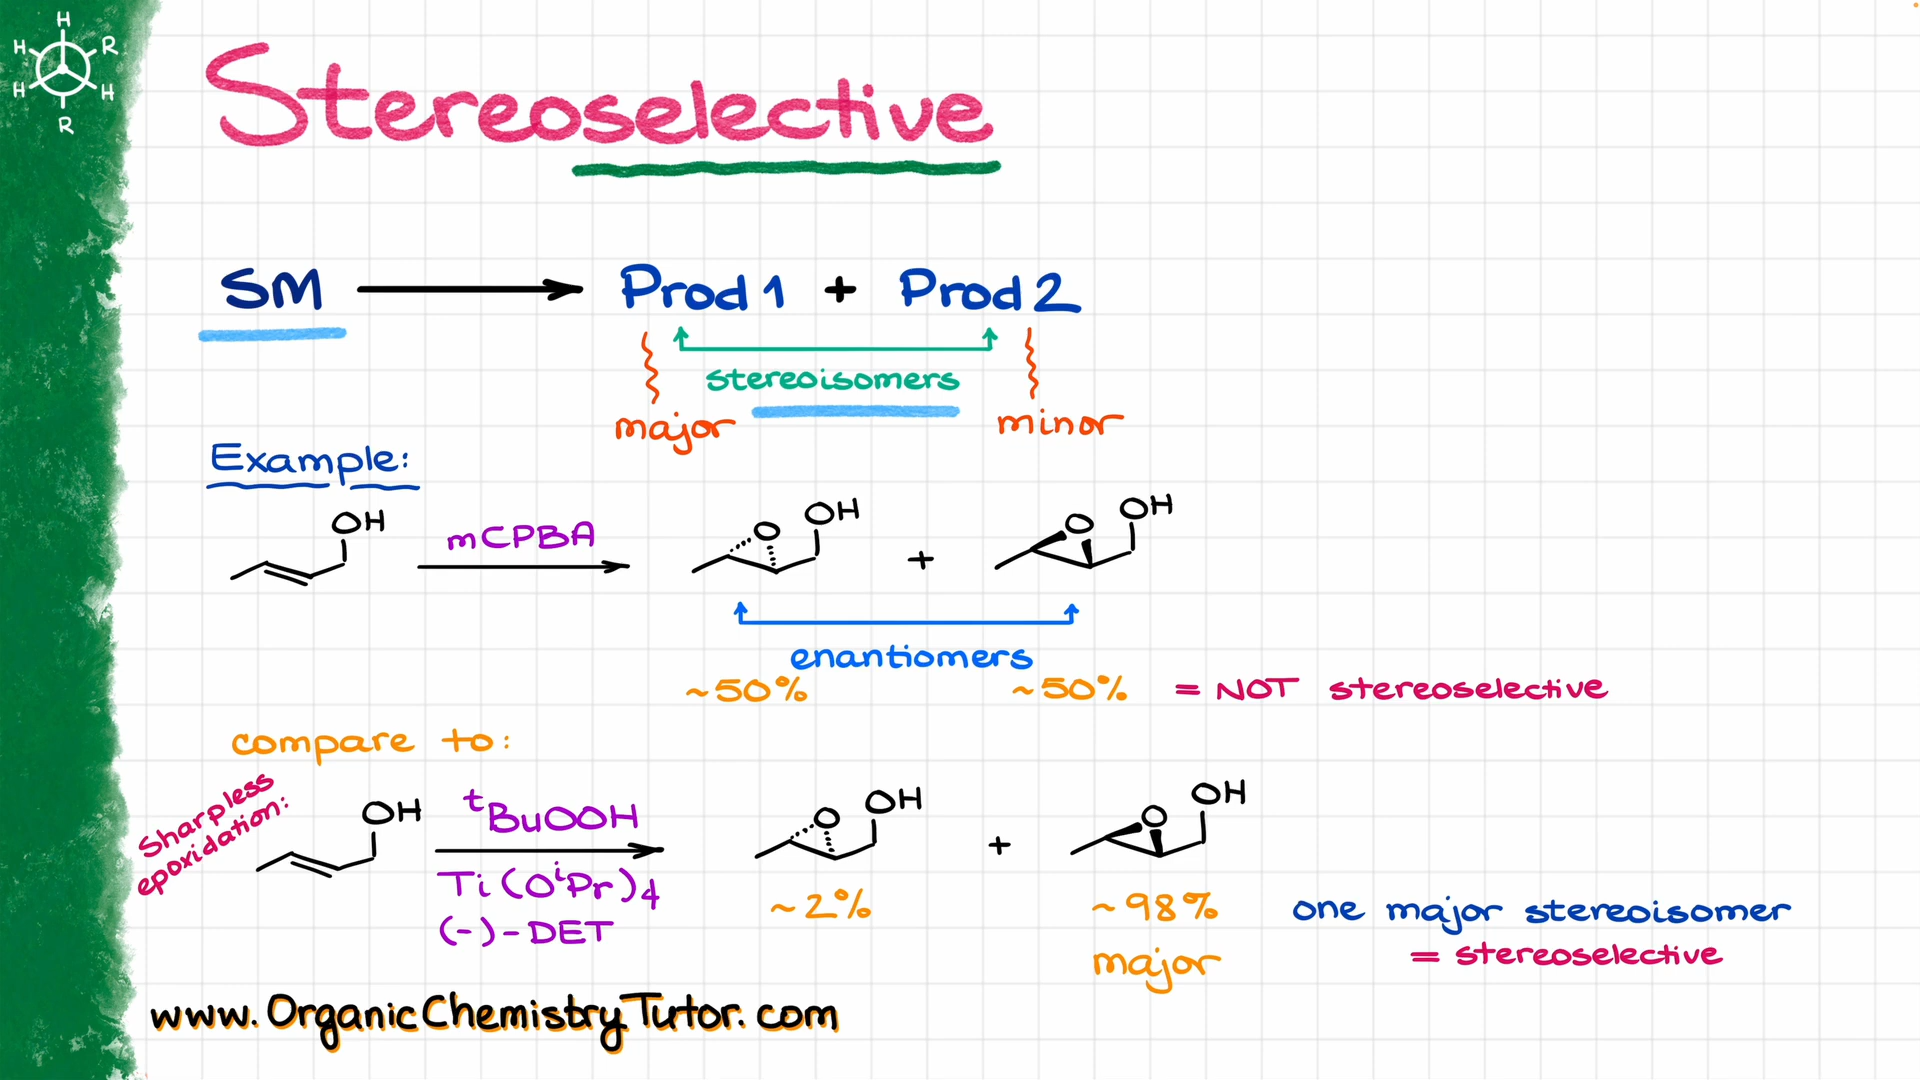 H
H R
H H
R
Stereoselective
SM → Prod 1 + Prod 2
stereoisomers
major minor
Example:
OH mCPBA O OH + O OH
enantiomers
~50% ~50% = NOT stereoselective
compare to:
Sharpless
epoxidation:
OH ᵗBuOOH O OH + O OH
Ti(OⁱPr)₄
(-)-DET
~2% ~98% one major stereoisomer
major = stereoselective
www.OrganicChemistryTutor.com